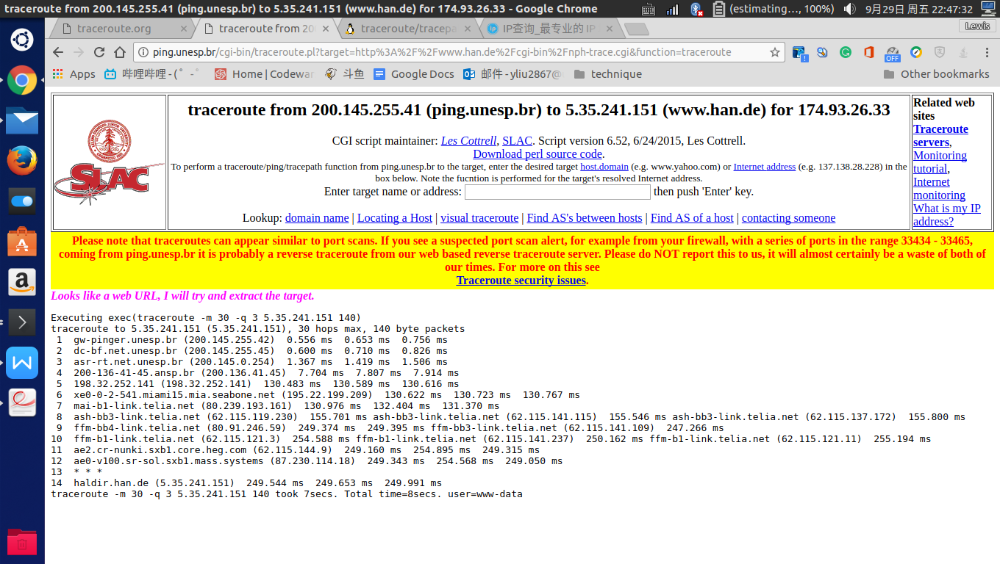 traceroute from 200.145.255.41 (ping.unesp.br) to 5.35.241.151 (www.han.de) for 174.93.26.33 - Google Chrome
(estimating..., 100%)
9月29日 周五 22:47:32
traceroute.org
traceroute from 20
traceroute/tracepa
IP查询_最专业的 IP
Lewis
ping.unesp.br/cgi-bin/traceroute.pl?target=http%3A%2F%2Fwww.han.de%2Fcgi-bin%2Fnph-trace.cgi&function=traceroute
OFF
Apps
哔哩哔哩 - ( ゜- ゜
Home | Codewar
斗鱼
Google Docs
邮件 - yliu2867@
technique
Other bookmarks
SLAC
traceroute from 200.145.255.41 (ping.unesp.br) to 5.35.241.151 (www.han.de) for 174.93.26.33
CGI script maintainer: Les Cottrell, SLAC. Script version 6.52, 6/24/2015, Les Cottrell.
Download perl source code.
To perform a traceroute/ping/tracepath function from ping.unesp.br to the target, enter the desired target host.domain (e.g. www.yahoo.com) or Internet address (e.g. 137.138.28.228) in the
box below. Note the fucntion is performed for the target's resolved Internet address.
Enter target name or address: then push 'Enter' key.
Lookup: domain name | Locating a Host | visual traceroute | Find AS's between hosts | Find AS of a host | contacting someone
Related web
sites
Traceroute
servers,
Monitoring
tutorial,
Internet
monitoring
What is my IP
address?
Please note that traceroutes can appear similar to port scans. If you see a suspected port scan alert, for example from your firewall, with a series of ports in the range 33434 - 33465,
coming from ping.unesp.br it is probably a reverse traceroute from our web based reverse traceroute server. Please do NOT report this to us, it will almost certainly be a waste of both of
our times. For more on this see
Traceroute security issues.
Looks like a web URL, I will try and extract the target.
Executing exec(traceroute -m 30 -q 3 5.35.241.151 140)
traceroute to 5.35.241.151 (5.35.241.151), 30 hops max, 140 byte packets
1 gw-pinger.unesp.br (200.145.255.42) 0.556 ms 0.653 ms 0.756 ms
2 dc-bf.net.unesp.br (200.145.255.45) 0.600 ms 0.710 ms 0.826 ms
3 asr-rt.net.unesp.br (200.145.0.254) 1.367 ms 1.419 ms 1.506 ms
4 200-136-41-45.ansp.br (200.136.41.45) 7.704 ms 7.807 ms 7.914 ms
5 198.32.252.141 (198.32.252.141) 130.483 ms 130.589 ms 130.616 ms
6 xe0-0-2-541.miami15.mia.seabone.net (195.22.199.209) 130.622 ms 130.723 ms 130.767 ms
7 mai-b1-link.telia.net (80.239.193.161) 130.976 ms 132.404 ms 131.370 ms
8 ash-bb3-link.telia.net (62.115.119.230) 155.701 ms ash-bb3-link.telia.net (62.115.141.115) 155.546 ms ash-bb3-link.telia.net (62.115.137.172) 155.800 ms
9 ffm-bb4-link.telia.net (80.91.246.59) 249.374 ms 249.395 ms ffm-bb3-link.telia.net (62.115.141.109) 247.266 ms
10 ffm-b1-link.telia.net (62.115.121.3) 254.588 ms ffm-b1-link.telia.net (62.115.141.237) 250.162 ms ffm-b1-link.telia.net (62.115.121.11) 255.194 ms
11 ae2.cr-nunki.sxb1.core.heg.com (62.115.144.9) 249.160 ms 254.895 ms 249.315 ms
12 ae0-v100.sr-sol.sxb1.mass.systems (87.230.114.18) 249.343 ms 254.568 ms 249.050 ms
13 * * *
14 haldir.han.de (5.35.241.151) 249.544 ms 249.653 ms 249.991 ms
traceroute -m 30 -q 3 5.35.241.151 140 took 7secs. Total time=8secs. user=www-data